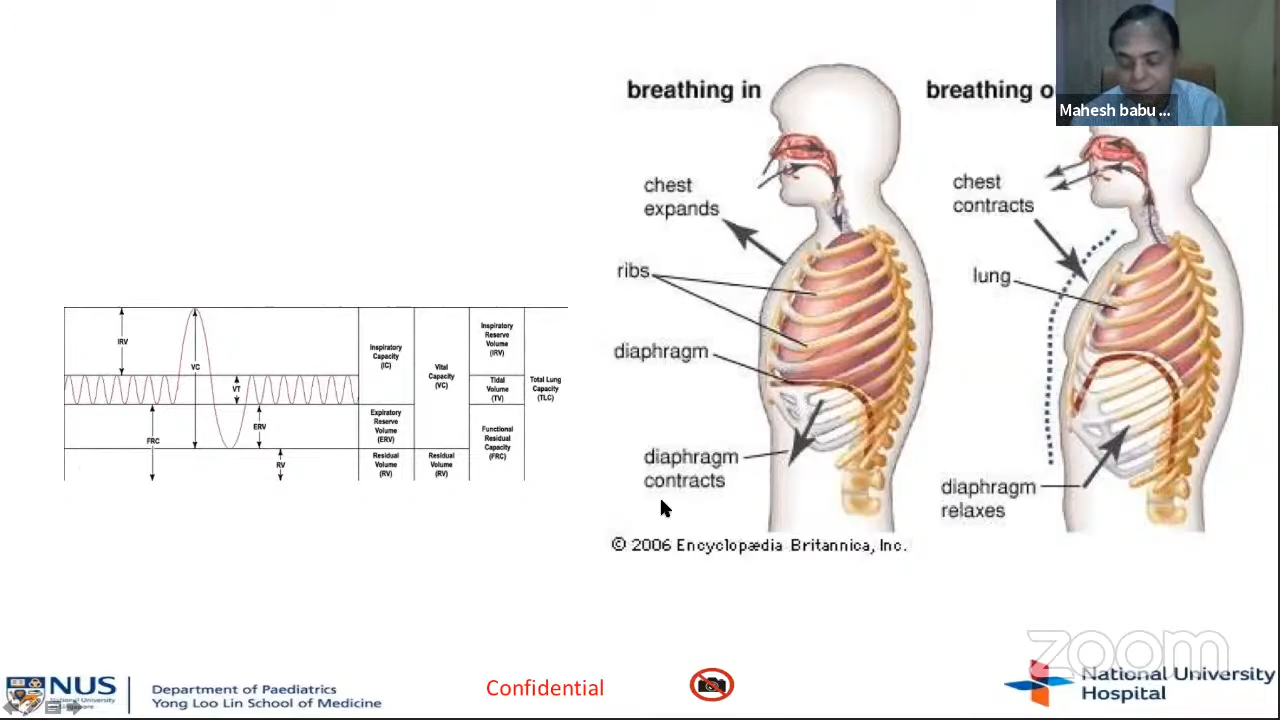 breathing in
breathing o
Mahesh babu ...
chest
expands
chest
contracts
ribs
lung
diaphragm
diaphragm
contracts
diaphragm
relaxes
© 2006 Encyclopædia Britannica, Inc.
IRV
VC
VT
ERV
FRC
RV
Inspiratory
Capacity
(IC)
Expiratory
Reserve
Volume
(ERV)
Residual
Volume
(RV)
Vital
Capacity
(VC)
Residual
Volume
(RV)
Inspiratory
Reserve
Volume
(IRV)
Tidal
Volume
(TV)
Functional
Residual
Capacity
(FRC)
Total Lung
Capacity
(TLC)
zoom
NUS
National University
Singapore
Department of Paediatrics
Yong Loo Lin School of Medicine
Confidential
National University
Hospital